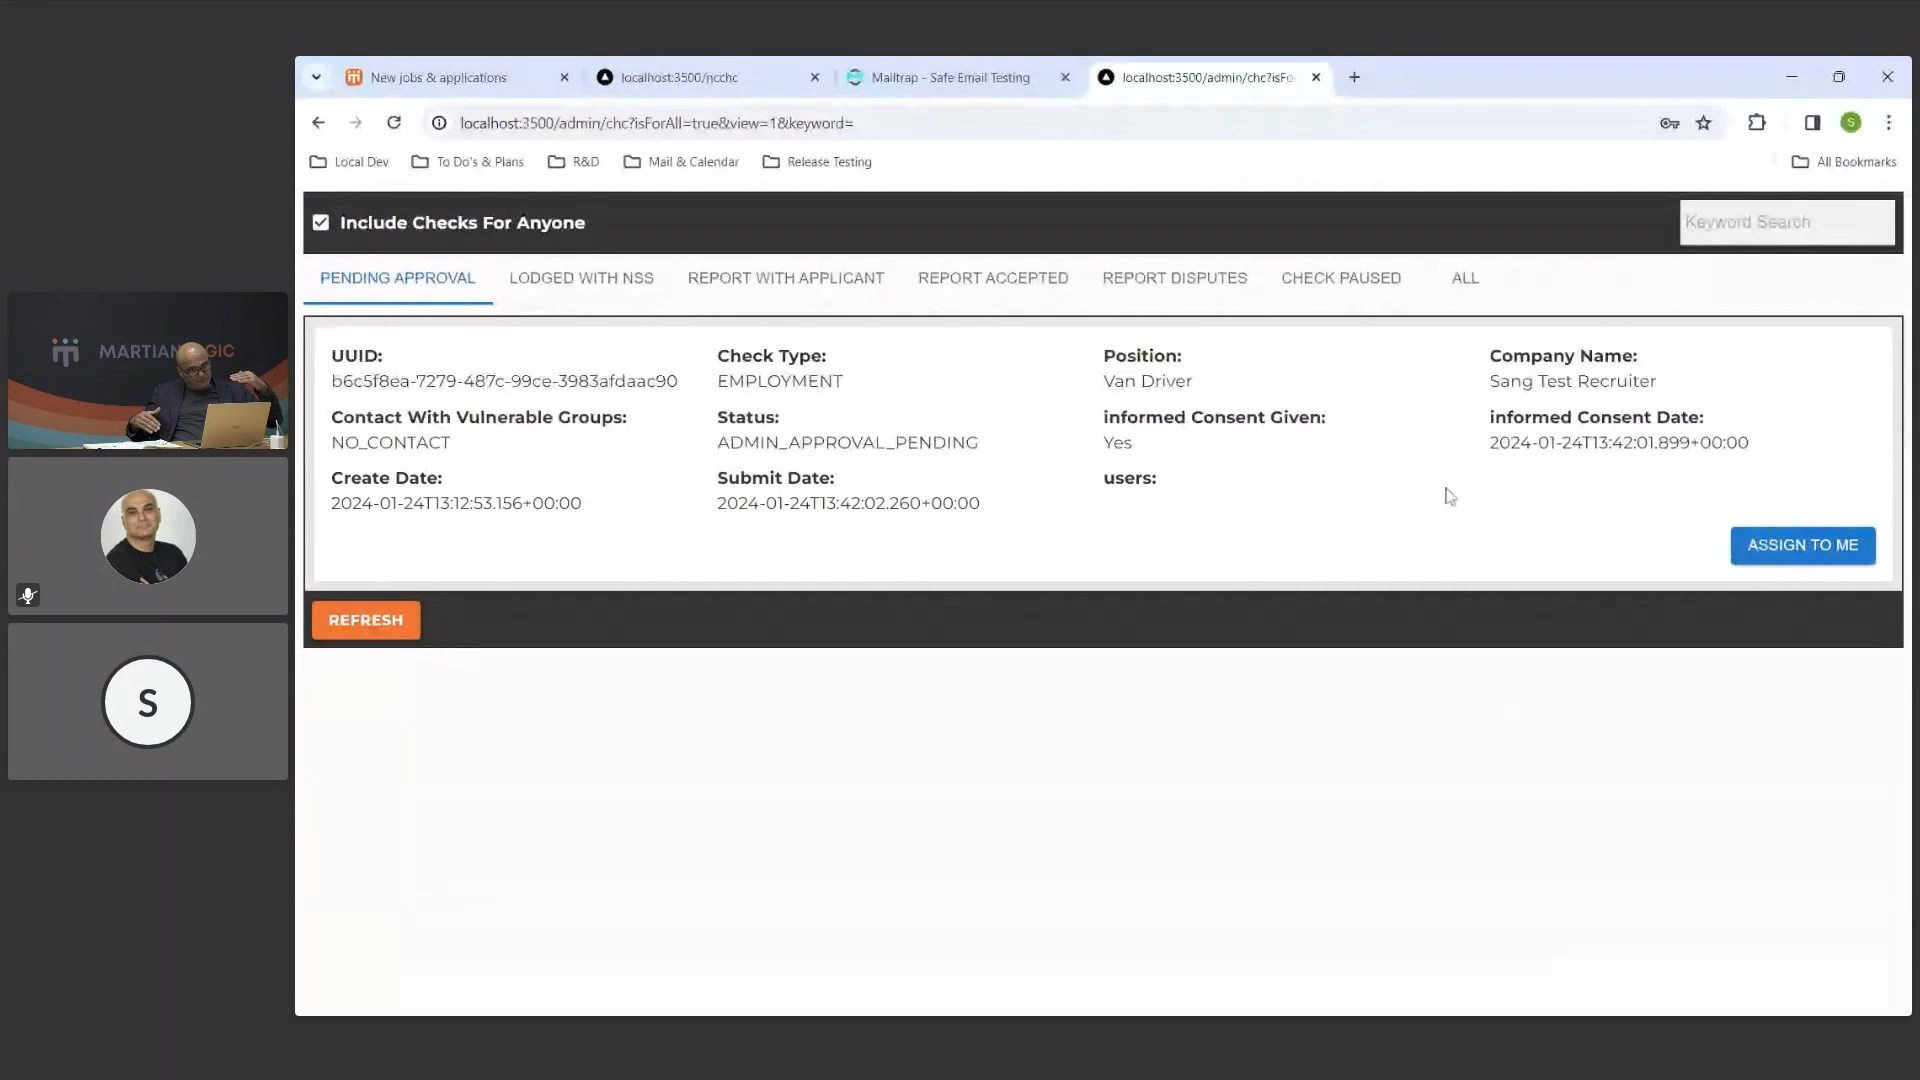 New jobs & applications
localhost:3500/ncchc
Mailtrap - Safe Email Testing
localhost:3500/admin/chc?isFo
localhost:3500/admin/chc?isForAll=true&view=1&keyword=
S
Local Dev
To Do's & Plans
R&D
Mail & Calendar
Release Testing
All Bookmarks
Include Checks For Anyone
Keyword Search
PENDING APPROVAL
LODGED WITH NSS
REPORT WITH APPLICANT
REPORT ACCEPTED
REPORT DISPUTES
CHECK PAUSED
ALL
UUID:
b6c5f8ea-7279-487c-99ce-3983afdaac90
Check Type:
EMPLOYMENT
Position:
Van Driver
Company Name:
Sang Test Recruiter
Contact With Vulnerable Groups:
NO_CONTACT
Status:
ADMIN_APPROVAL_PENDING
informed Consent Given:
Yes
informed Consent Date:
2024-01-24T13:42:01.899+00:00
Create Date:
2024-01-24T13:12:53.156+00:00
Submit Date:
2024-01-24T13:42:02.260+00:00
users:
ASSIGN TO ME
REFRESH
S